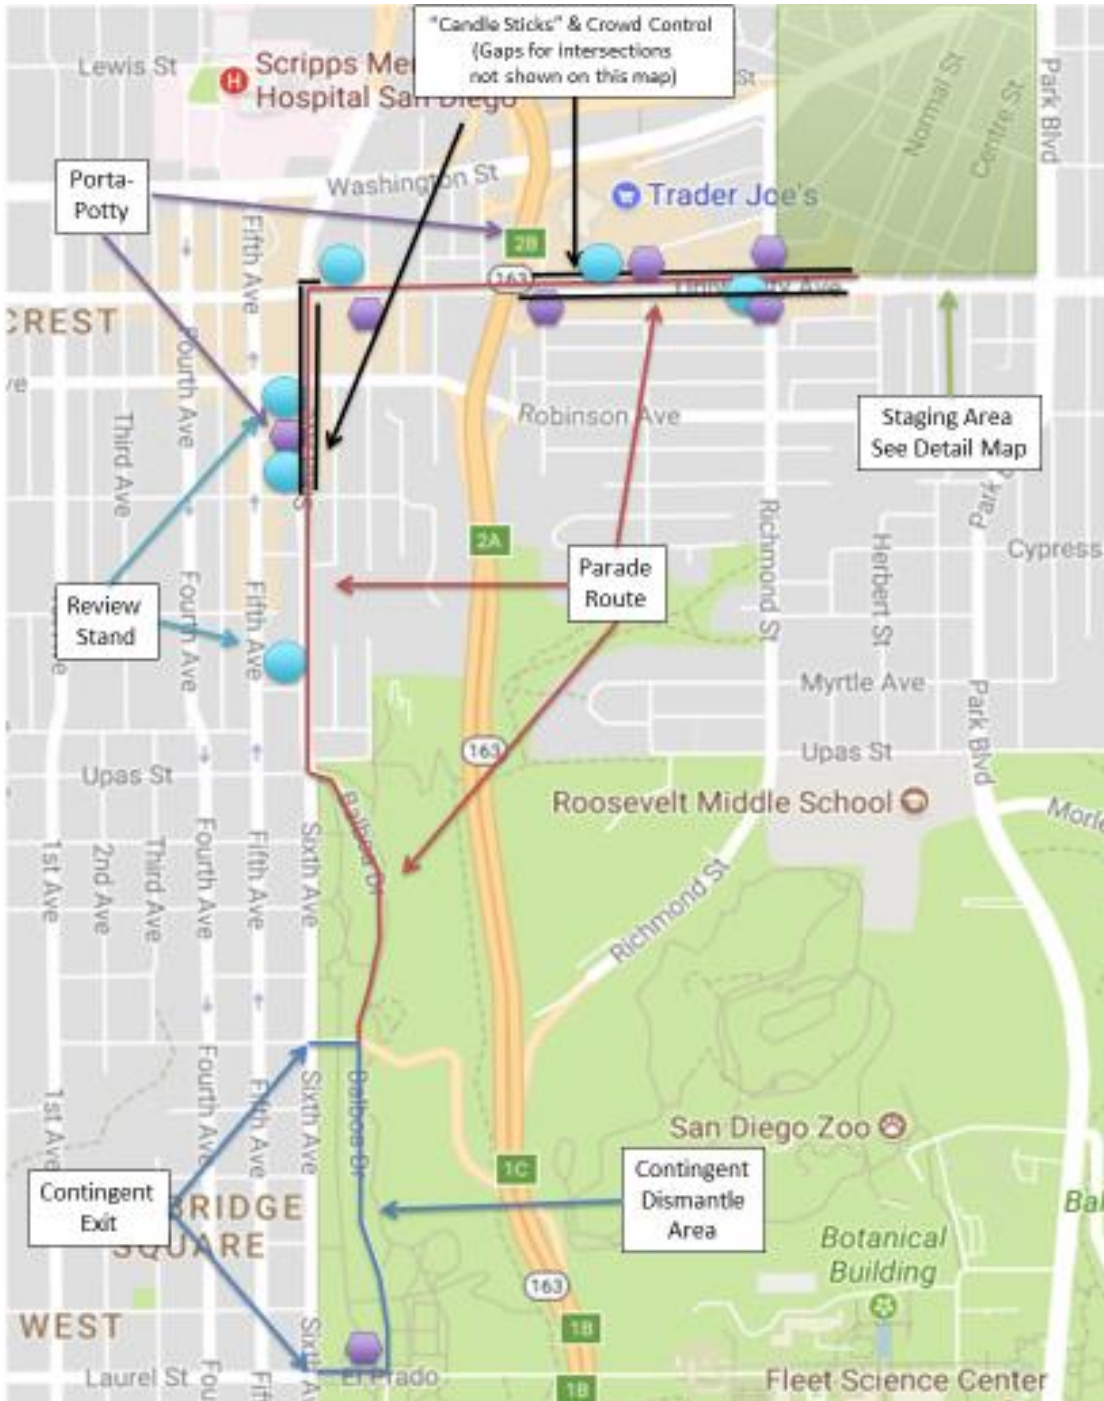 "Candle Sticks" & Crowd Control
(Gaps for intersections
not shown on this map)
Lewis St
Scripps Mer
Hospital San Diego
St
H
Normal St
Centre St
Park Blvd
Porta-
Potty
Washington St
Trader Joe's
Fifth Ave
2B
163
CREST
Fourth Ave
ve
Third Ave
Robinson Ave
Staging Area
See Detail Map
2A
Richmond St
Park
Cypress
Herbert St
Parade
Route
Review
Stand
Fourth Ave
Fifth Ave
Myrtle Ave
Park Blvd
163
Upas St
Upas St
Roosevelt Middle School
Balboa Dr
1st Ave
2nd Ave
Third Ave
Fourth Ave
Fifth Ave
Sixth Ave
Richmond St
1st Ave
Fourth Ave
Fifth Ave
Sixth Ave
Balboa Dr
San Diego Zoo
1C
Contingent
Exit
Contingent
Dismantle
Area
BRIDGE
SQUARE
Botanical
Building
163
WEST
1B
Laurel St
El Prado
1B
Fleet Science Center